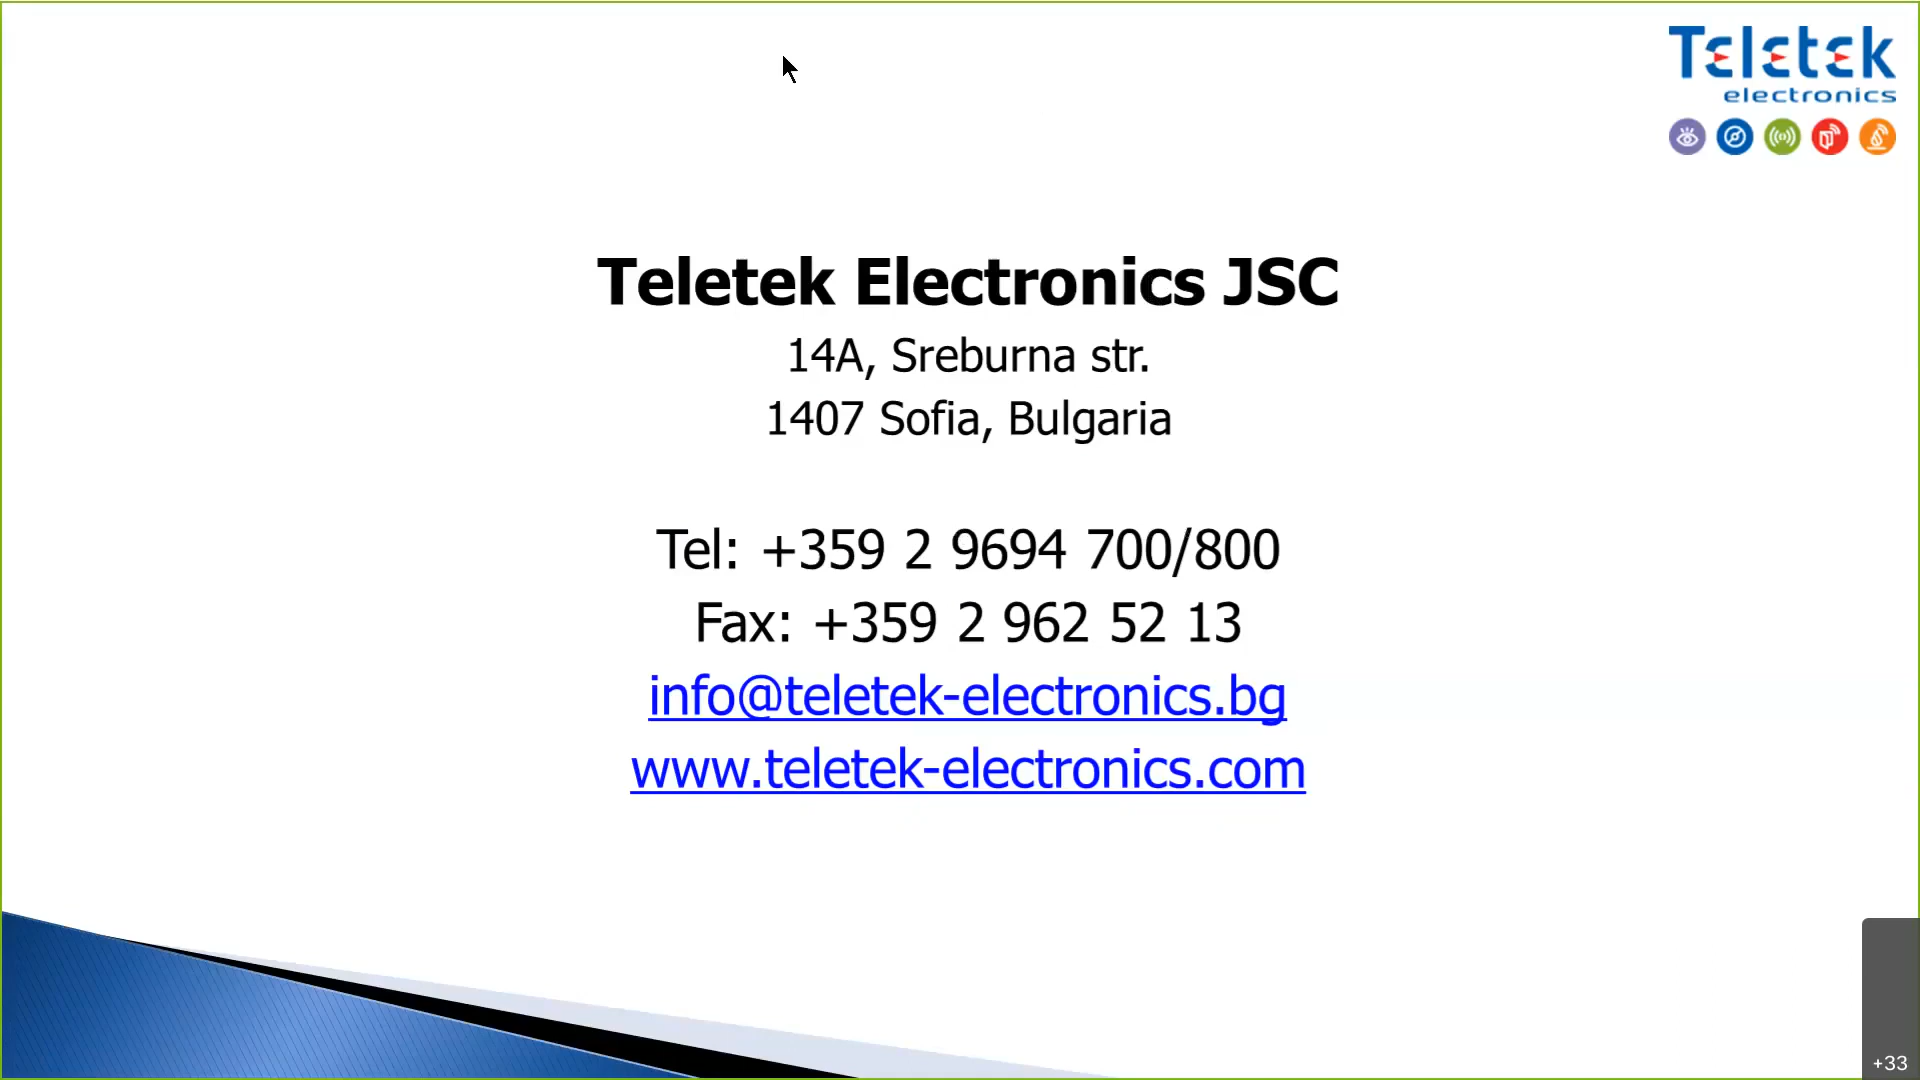 Teletek
electronics
Teletek Electronics JSC
14A, Sreburna str.
1407 Sofia, Bulgaria
Tel: +359 2 9694 700/800
Fax: +359 2 962 52 13
info@teletek-electronics.bg
www.teletek-electronics.com
+33